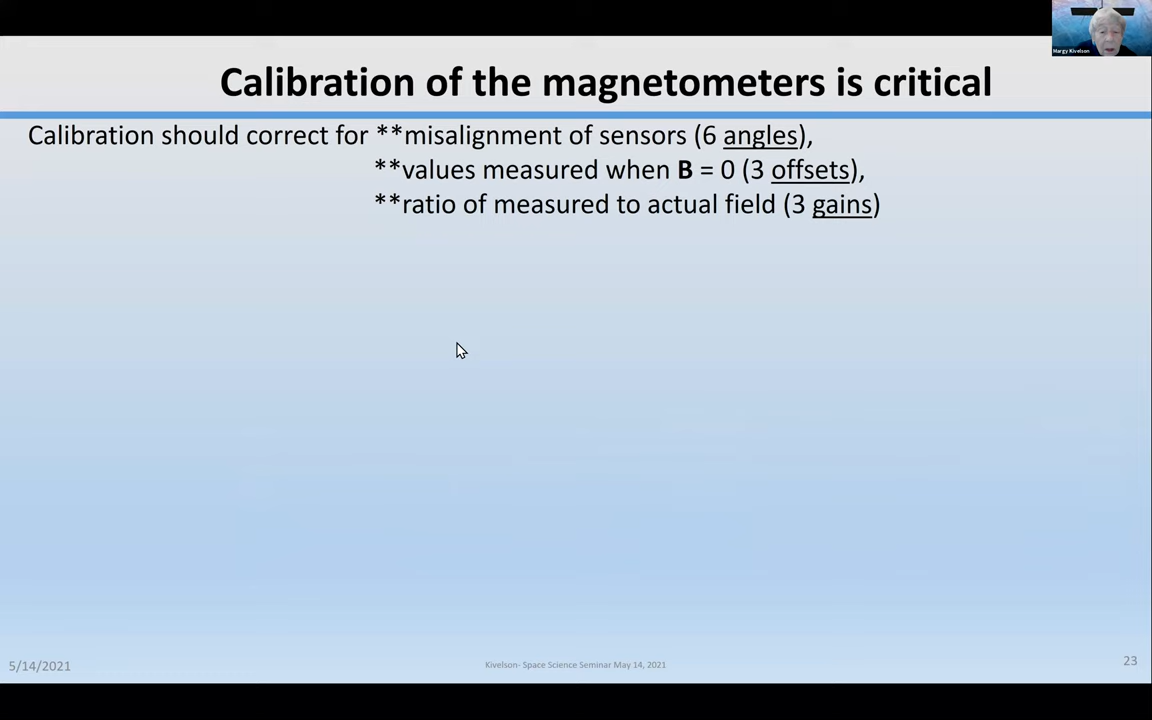 Margy Kivelson
Calibration of the magnetometers is critical
Calibration should correct for **misalignment of sensors (6 angles),
**values measured when B = 0 (3 offsets),
**ratio of measured to actual field (3 gains)
5/14/2021
Kivelson- Space Science Seminar May 14, 2021
23